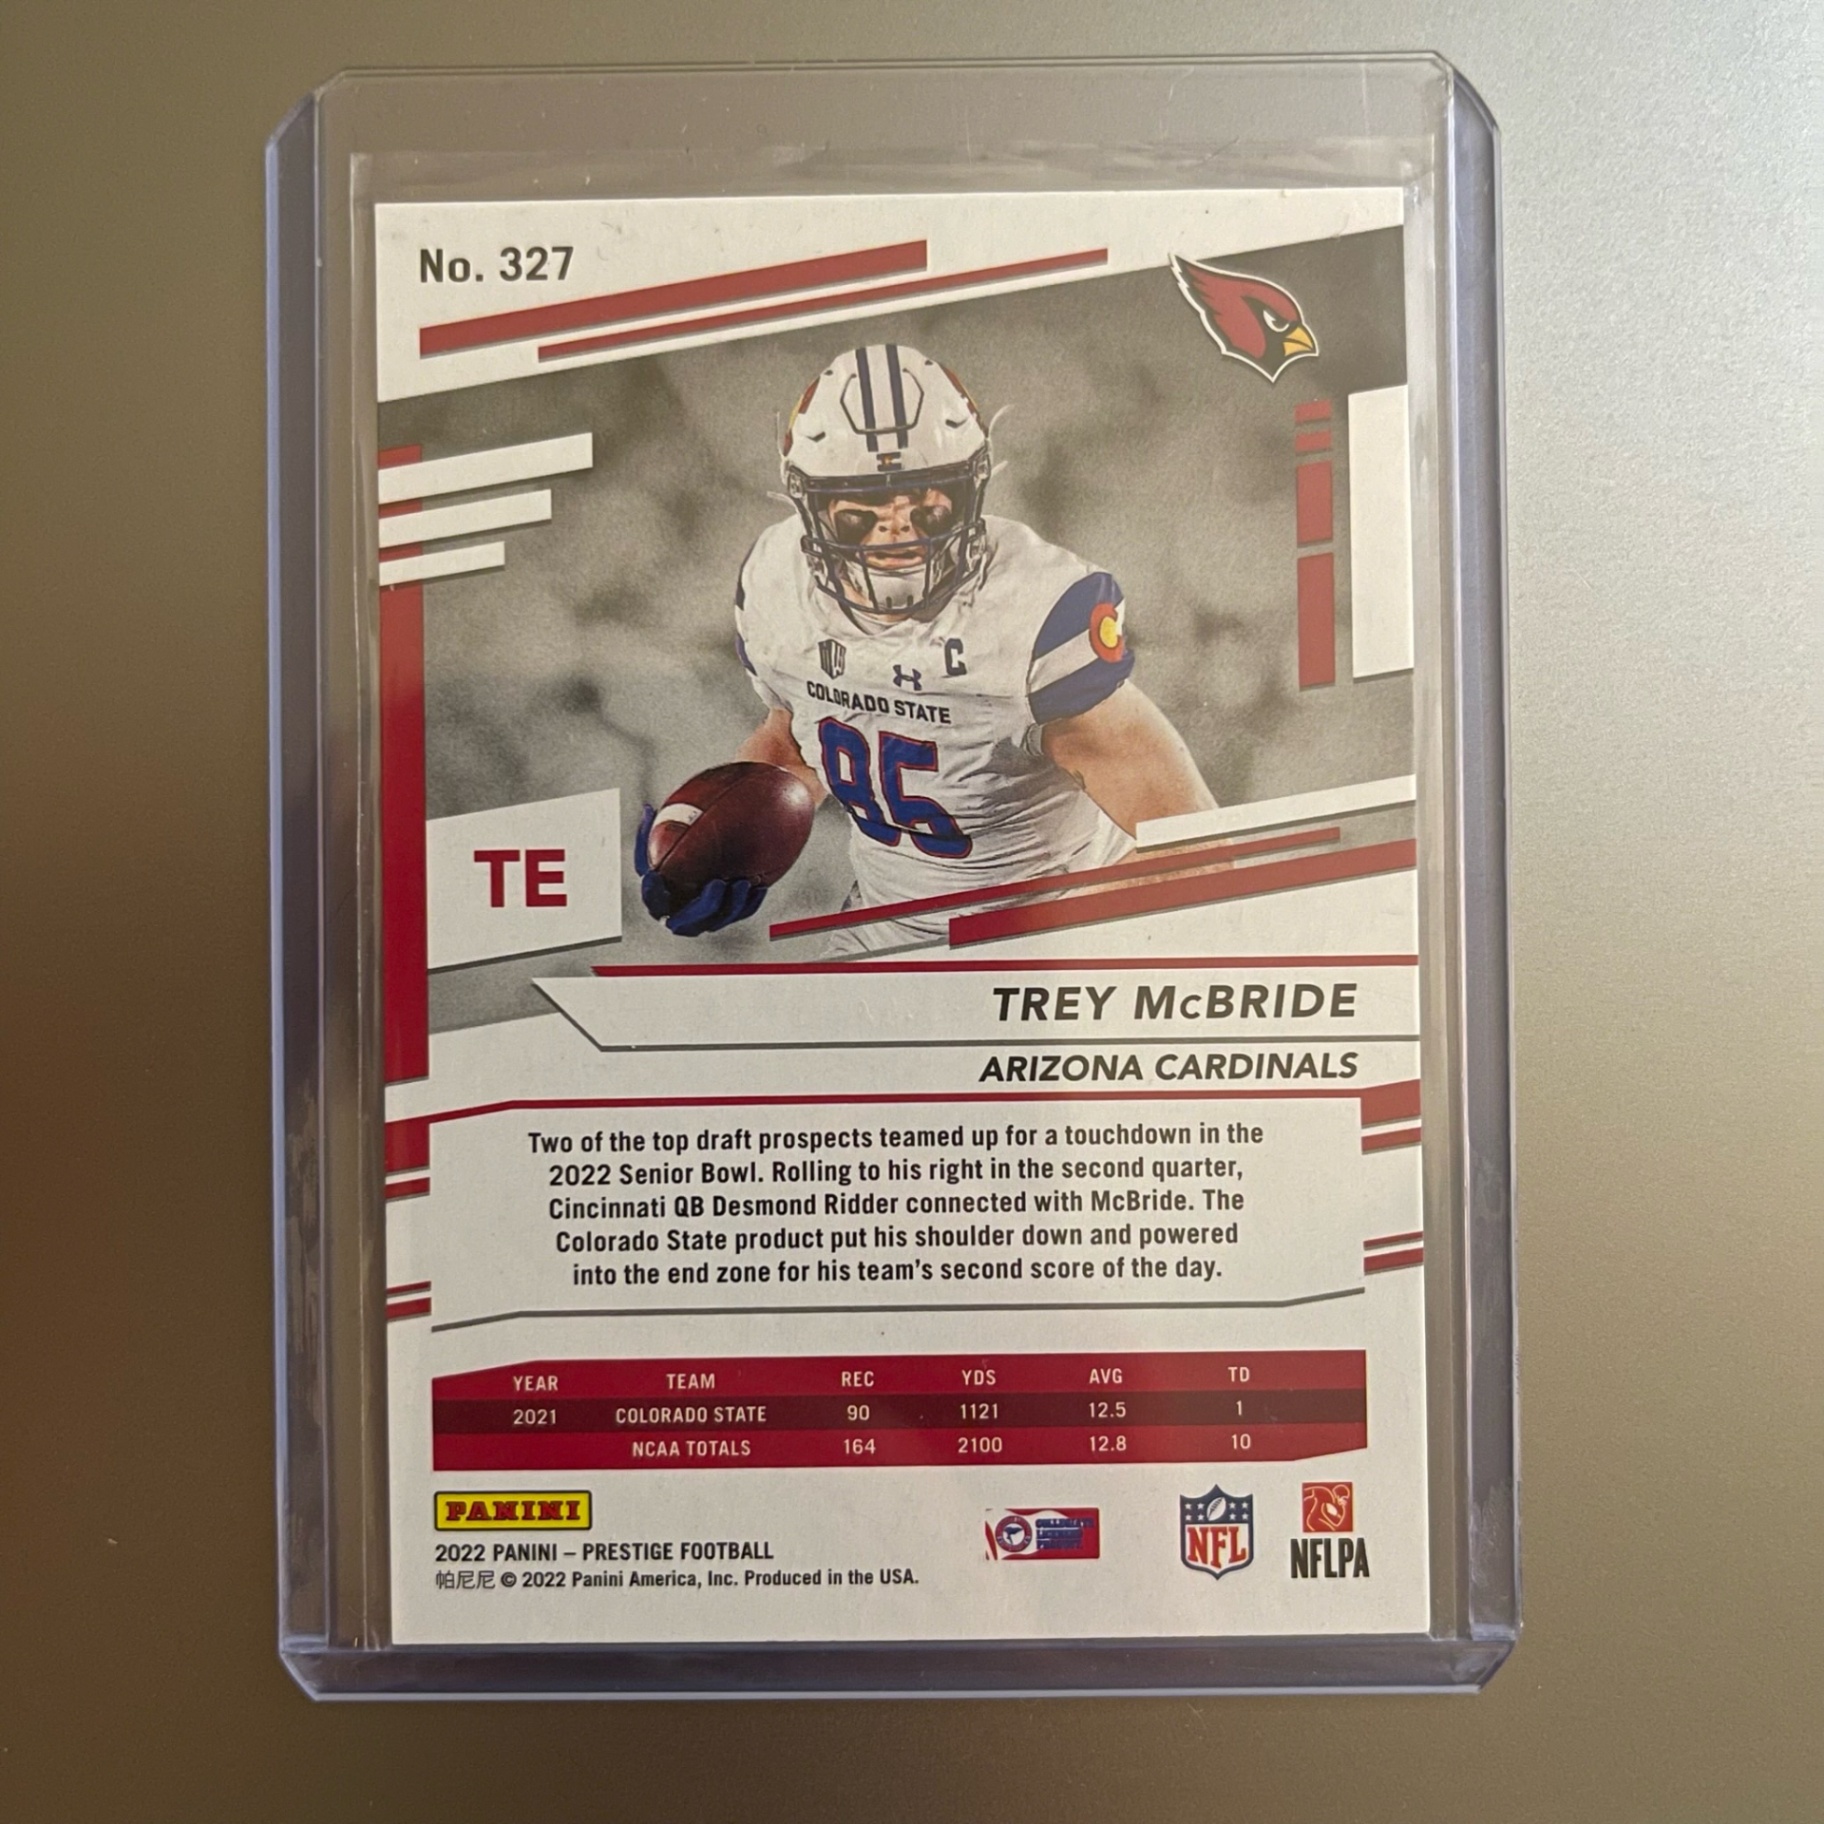 No. 327
C
COLORADO STATE
85
TE
TREY McBRIDE
ARIZONA CARDINALS
Two of the top draft prospects teamed up for a touchdown in the
2022 Senior Bowl. Rolling to his right in the second quarter,
Cincinnati QB Desmond Ridder connected with McBride. The
Colorado State product put his shoulder down and powered
into the end zone for his team's second score of the day.
YEAR TEAM REC YDS AVG TD
2021 COLORADO STATE 90 1121 12.5 1
NCAA TOTALS 164 2100 12.8 10
PANINI
2022 PANINI – PRESTIGE FOOTBALL
帕尼尼 © 2022 Panini America, Inc. Produced in the USA.
NFL
NFLPA